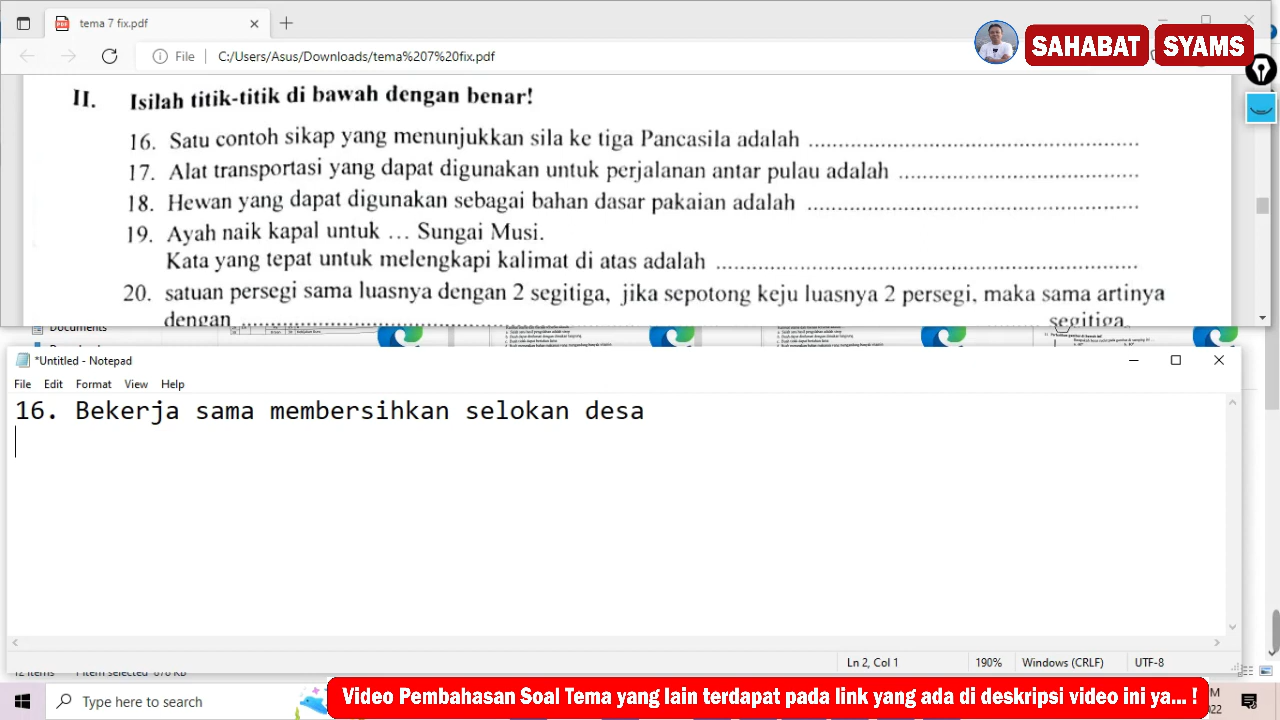 tema 7 fix.pdf
File C:/Users/Asus/Downloads/tema%207%20fix.pdf
SAHABAT SYAMS
II. Isilah titik-titik di bawah dengan benar!
16. Satu contoh sikap yang menunjukkan sila ke tiga Pancasila adalah ........................................................
17. Alat transportasi yang dapat digunakan untuk perjalanan antar pulau adalah ........................................
18. Hewan yang dapat digunakan sebagai bahan dasar pakaian adalah ........................................................
19. Ayah naik kapal untuk ... Sungai Musi.
Kata yang tepat untuk melengkapi kalimat di atas adalah ........................................................................
20. satuan persegi sama luasnya dengan 2 segitiga, jika sepotong keju luasnya 2 persegi, maka sama artinya
dengan ........................................ segitiga.
Documents
*Untitled - Notepad
File Edit Format View Help
16. Bekerja sama membersihkan selokan desa
Ln 2, Col 1 190% Windows (CRLF) UTF-8
Type here to search
Video Pembahasan Soal Tema yang lain terdapat pada link yang ada di deskripsi video ini ya... !